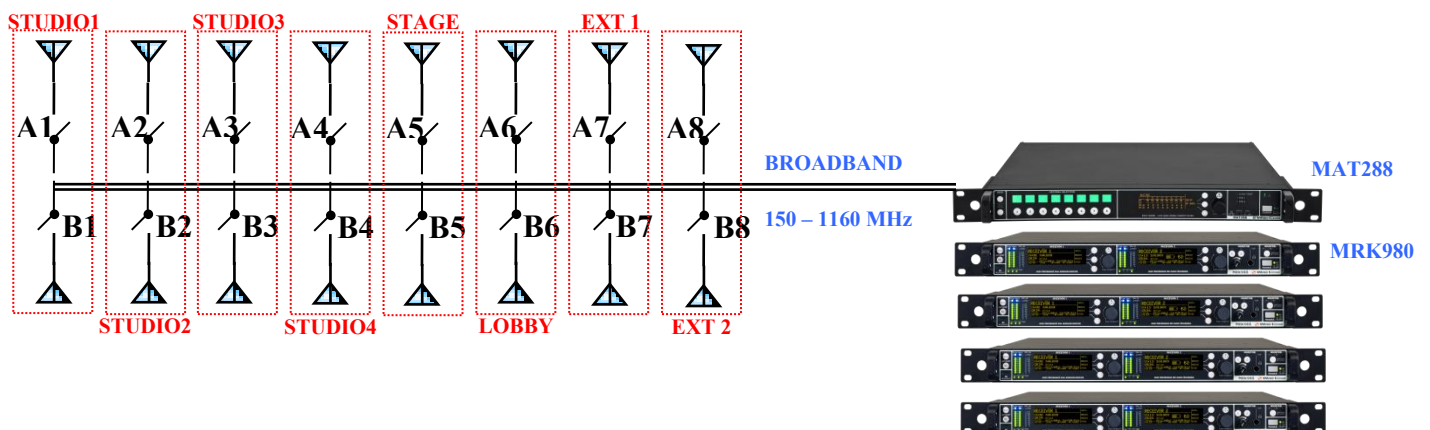 STUDIO1
STUDIO3
STAGE
EXT 1
A1
A2
A3
A4
A5
A6
A7
A8
BROADBAND
MAT288
B1
B2
B3
B4
B5
B6
B7
B8
150 – 1160 MHz
MRK980
STUDIO2
STUDIO4
LOBBY
EXT 2